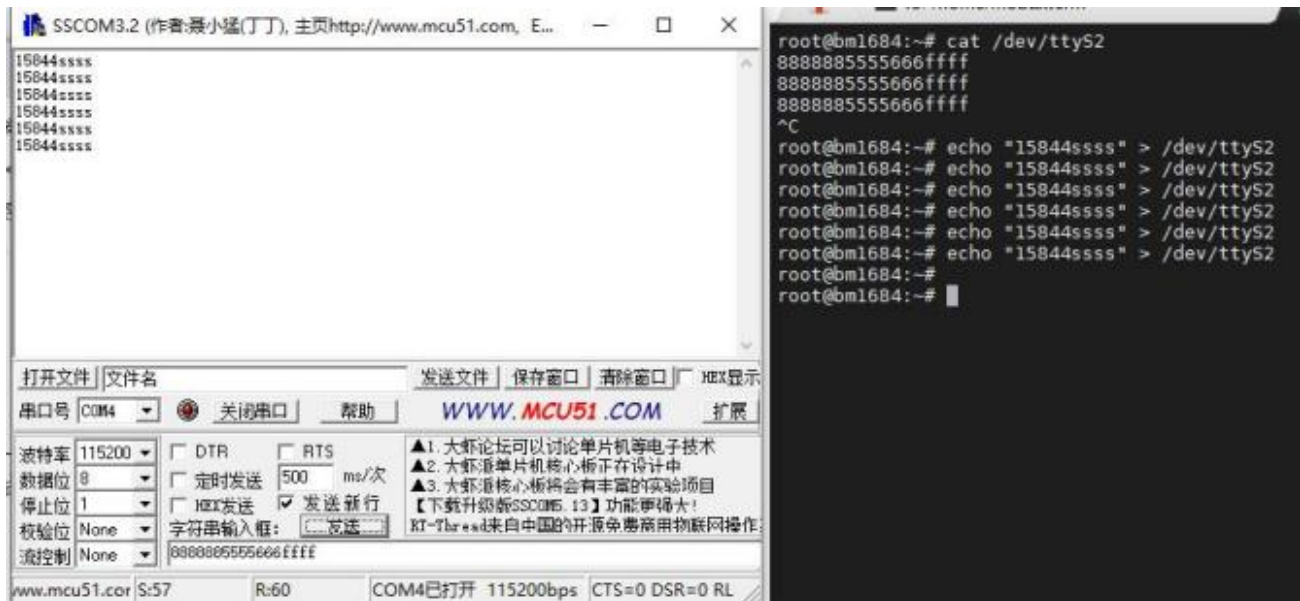 SSCOM3.2 (作者:聂小猛(丁丁), 主页http://www.mcu51.com, E...
15844ssss
15844ssss
15844ssss
15844ssss
15844ssss
15844ssss
打开文件 文件名 发送文件 保存窗口 清除窗口 HEX显示
串口号 COM4 关闭串口 帮助 WWW.MCU51.COM 扩展
波特率 115200 DTR RTS
数据位 8 定时发送 500 ms/次
停止位 1 HEX发送 发送新行
校验位 None 字符串输入框: 发送
流控制 None 8888885555666ffff
▲1. 大虾论坛可以讨论单片机等电子技术
▲2. 大虾派单片机核心板正在设计中
▲3. 大虾派核心板将会有丰富的实验项目
【下载升级版SSCOM5.13】功能更强大!
RT-Thread来自中国的开源免费商用物联网操作
www.mcu51.cor S:57 R:60 COM4已打开 115200bps CTS=0 DSR=0 RL
root@bm1684:~# cat /dev/ttyS2
8888885555666ffff
8888885555666ffff
8888885555666ffff
^C
root@bm1684:~# echo "15844ssss" > /dev/ttyS2
root@bm1684:~# echo "15844ssss" > /dev/ttyS2
root@bm1684:~# echo "15844ssss" > /dev/ttyS2
root@bm1684:~# echo "15844ssss" > /dev/ttyS2
root@bm1684:~# echo "15844ssss" > /dev/ttyS2
root@bm1684:~# echo "15844ssss" > /dev/ttyS2
root@bm1684:~#
root@bm1684:~#